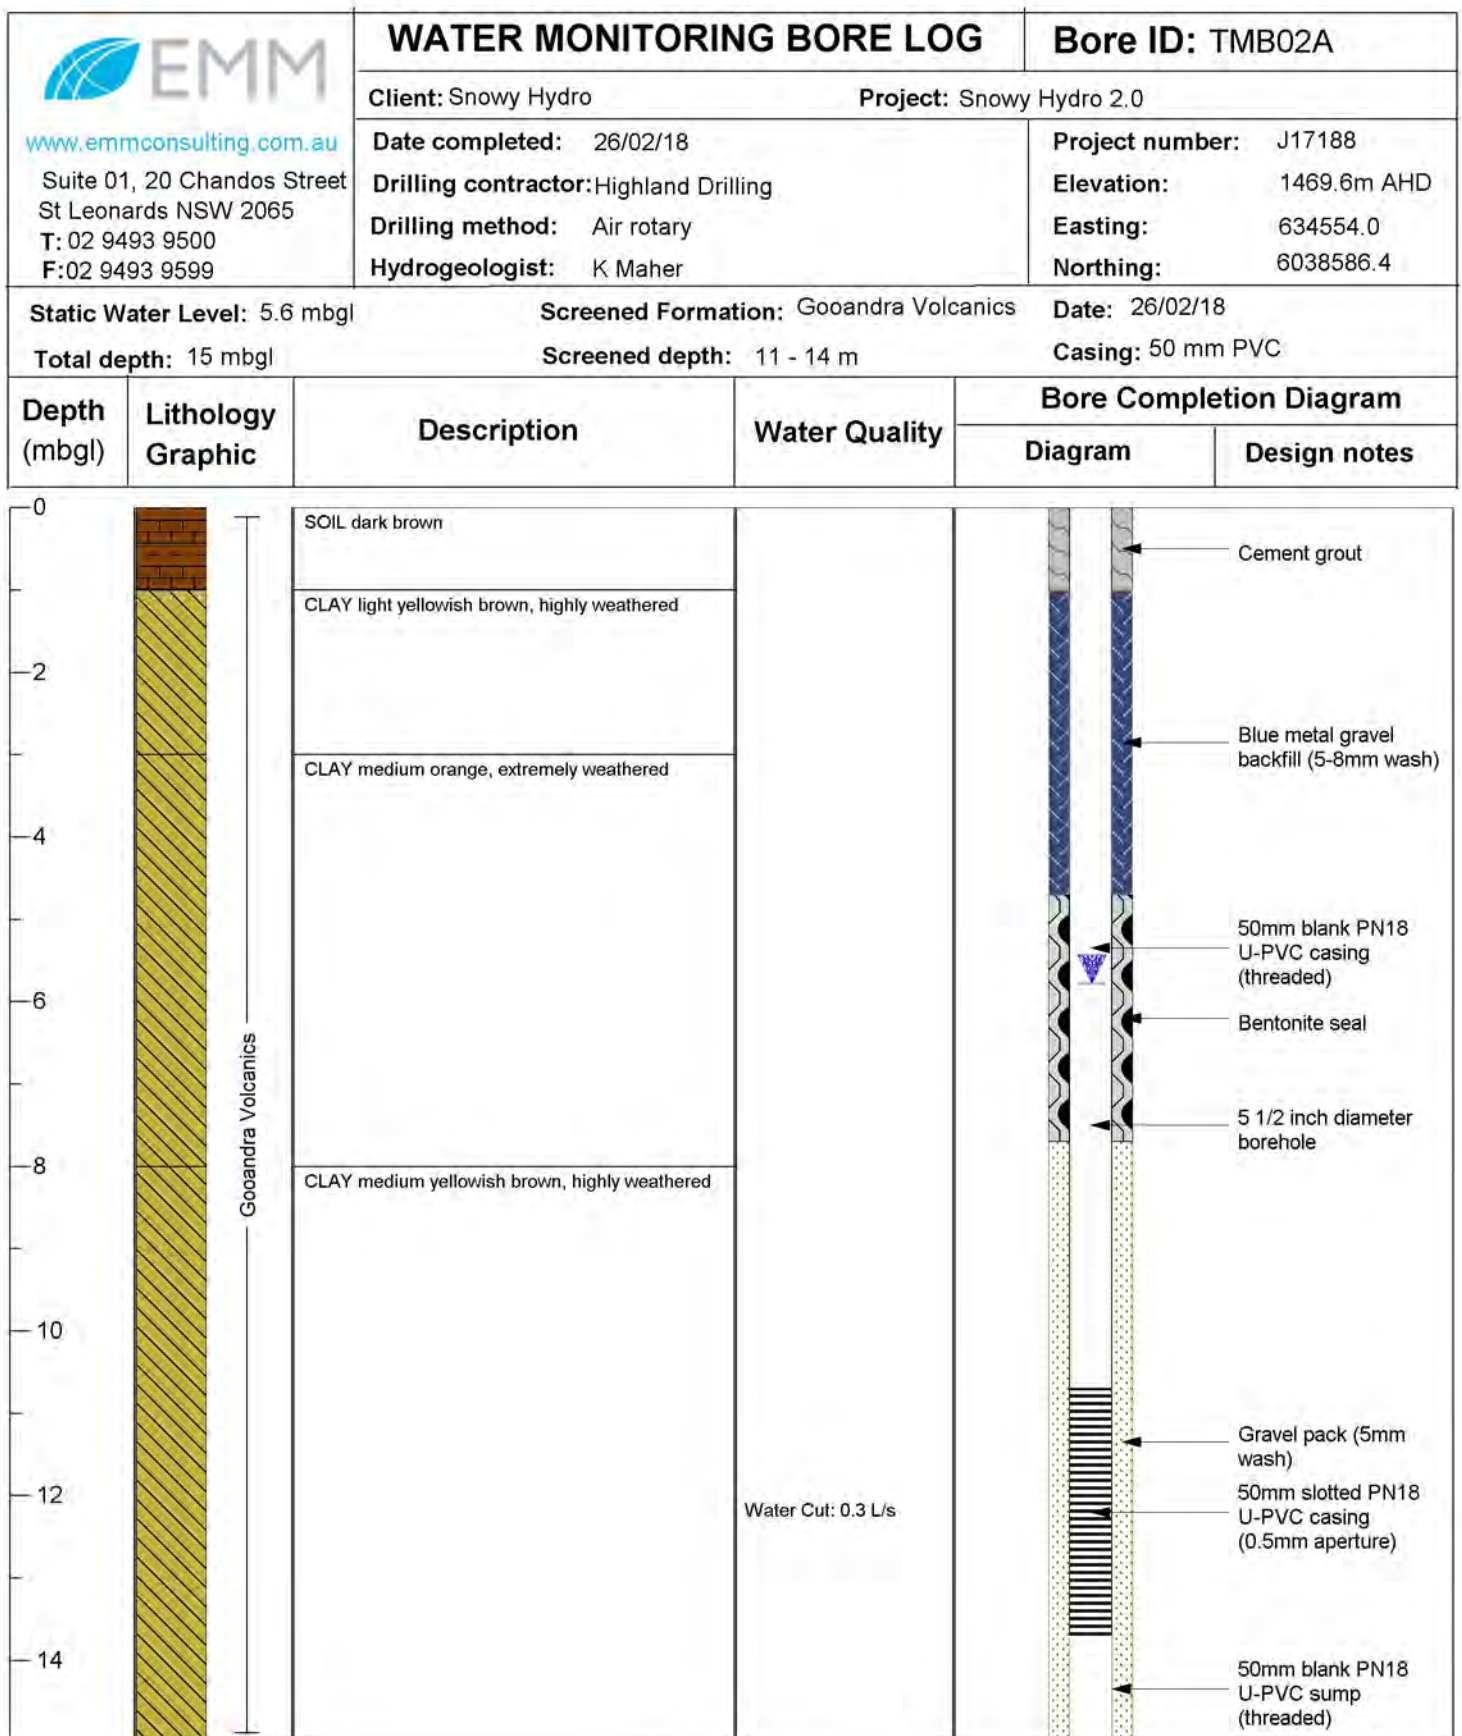 EMM
www.emmconsulting.com.au
Suite 01, 20 Chandos Street
St Leonards NSW 2065
T: 02 9493 9500
F:02 9493 9599
WATER MONITORING BORE LOG
Bore ID: TMB02A
Client: Snowy Hydro Project: Snowy Hydro 2.0
Date completed: 26/02/18
Drilling contractor: Highland Drilling
Drilling method: Air rotary
Hydrogeologist: K Maher
Project number: J17188
Elevation: 1469.6m AHD
Easting: 634554.0
Northing: 6038586.4
Static Water Level: 5.6 mbgl Screened Formation: Gooandra Volcanics Date: 26/02/18
Total depth: 15 mbgl Screened depth: 11 - 14 m Casing: 50 mm PVC
Depth
(mbgl)
Lithology
Graphic
Description
Water Quality
Bore Completion Diagram
Diagram
Design notes
0
2
4
6
8
10
12
14
Gooandra Volcanics
SOIL dark brown
CLAY light yellowish brown, highly weathered
CLAY medium orange, extremely weathered
CLAY medium yellowish brown, highly weathered
Water Cut: 0.3 L/s
Cement grout
Blue metal gravel
backfill (5-8mm wash)
50mm blank PN18
U-PVC casing
(threaded)
Bentonite seal
5 1/2 inch diameter
borehole
Gravel pack (5mm
wash)
50mm slotted PN18
U-PVC casing
(0.5mm aperture)
50mm blank PN18
U-PVC sump
(threaded)